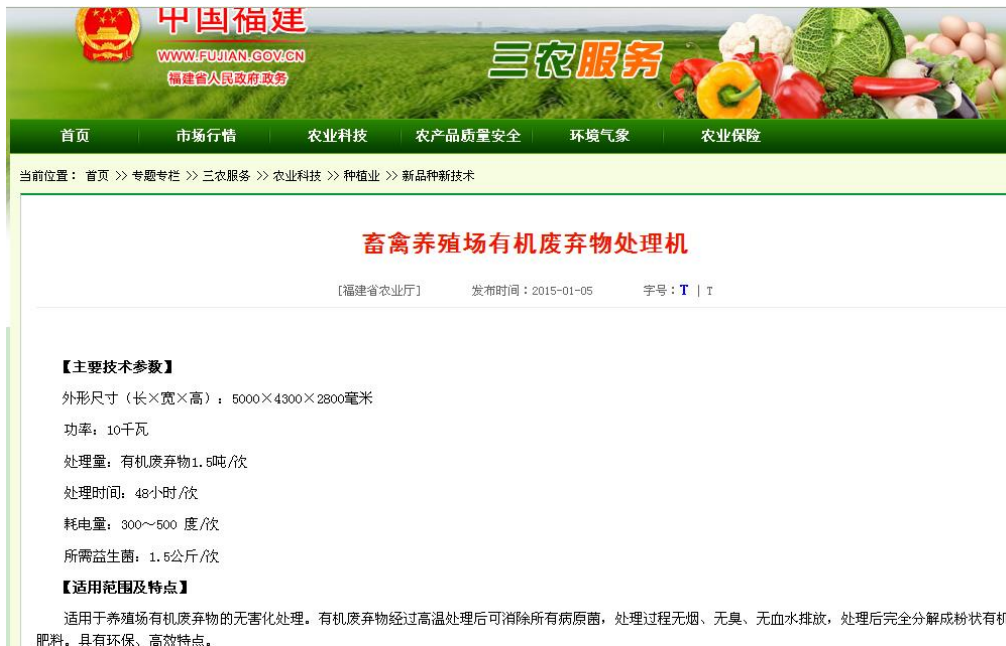 中国福建
WWW.FUJIAN.GOV.CN
福建省人民政府政务
三农服务
首页 市场行情 农业科技 农产品质量安全 环境气象 农业保险
当前位置： 首页 >> 专题专栏 >> 三农服务 >> 农业科技 >> 种植业 >> 新品种新技术
畜禽养殖场有机废弃物处理机
[福建省农业厅] 发布时间：2015-01-05 字号：T | T
【主要技术参数】
外形尺寸（长×宽×高）：5000×4300×2800毫米
功率：10千瓦
处理量：有机废弃物1.5吨/次
处理时间：48小时/次
耗电量：300～500 度/次
所需益生菌：1.5公斤/次
【适用范围及特点】
适用于养殖场有机废弃物的无害化处理。有机废弃物经过高温处理后可消除所有病原菌，处理过程无烟、无臭、无血水排放，处理后完全分解成粉状有机
肥料。具有环保、高效特点。